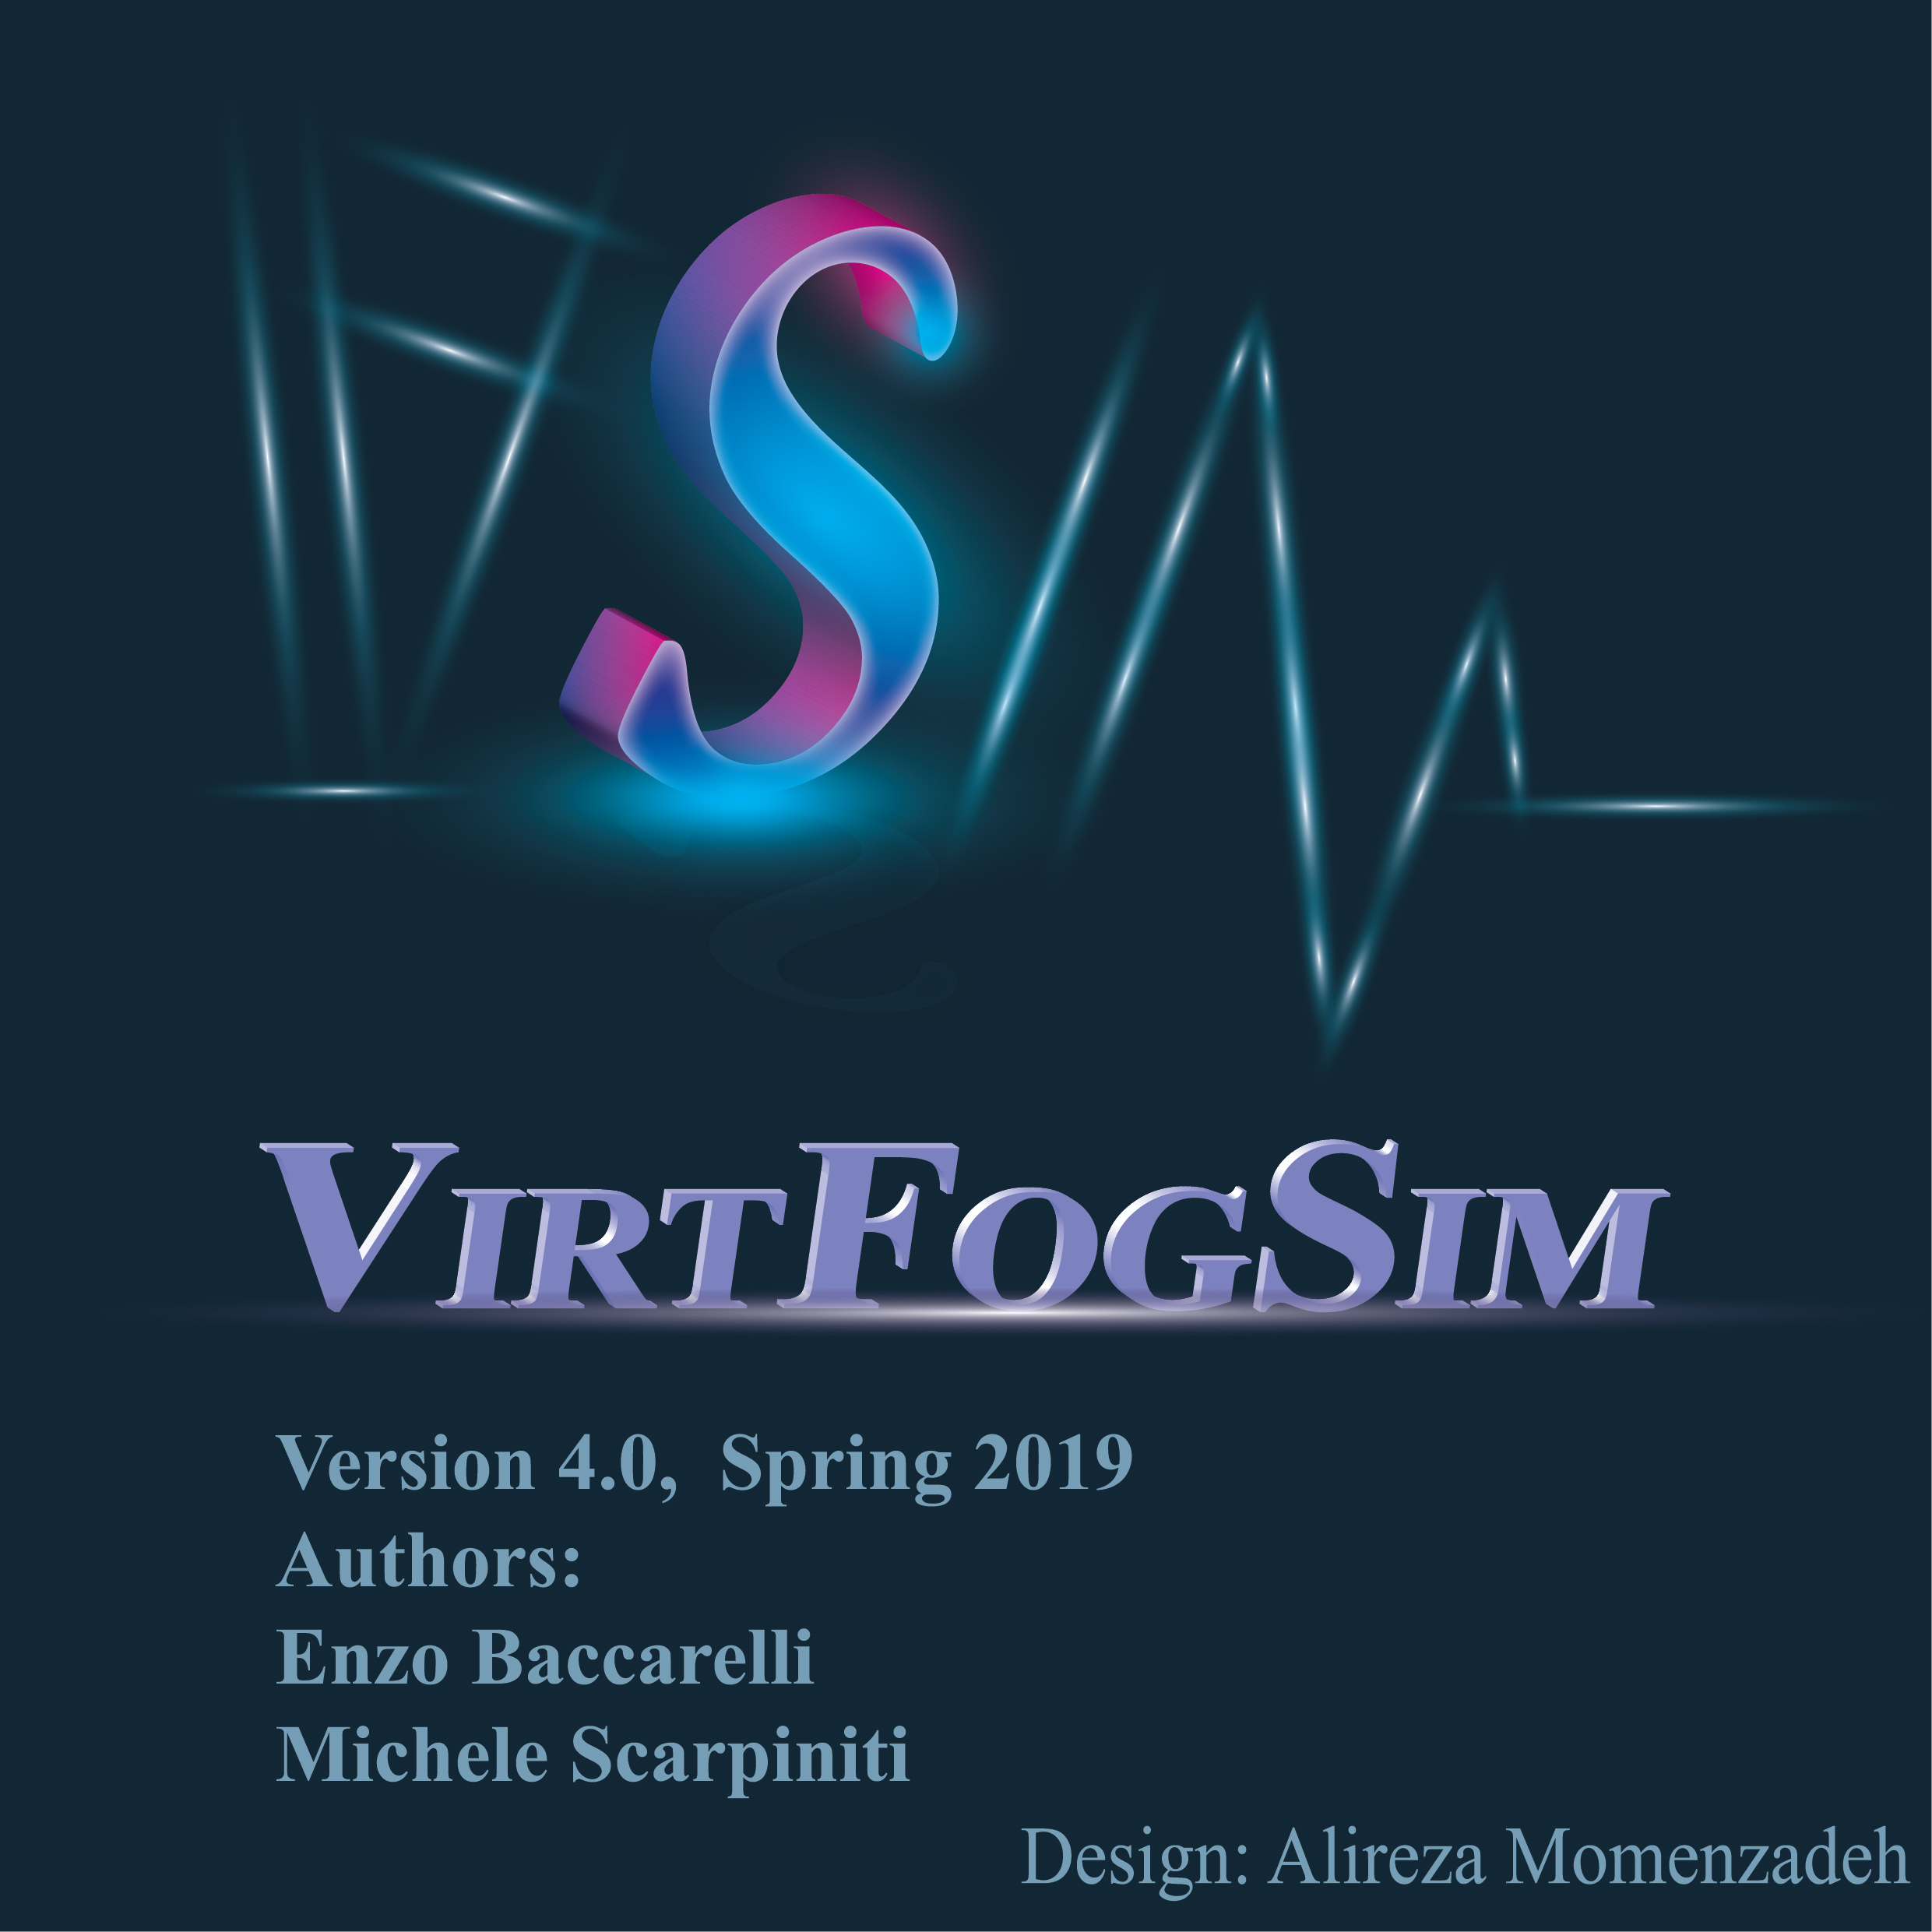 S
VIRTFOGSIM
Version 4.0, Spring 2019
Authors:
Enzo Baccarelli
Michele Scarpiniti
Design: Alireza Momenzadeh